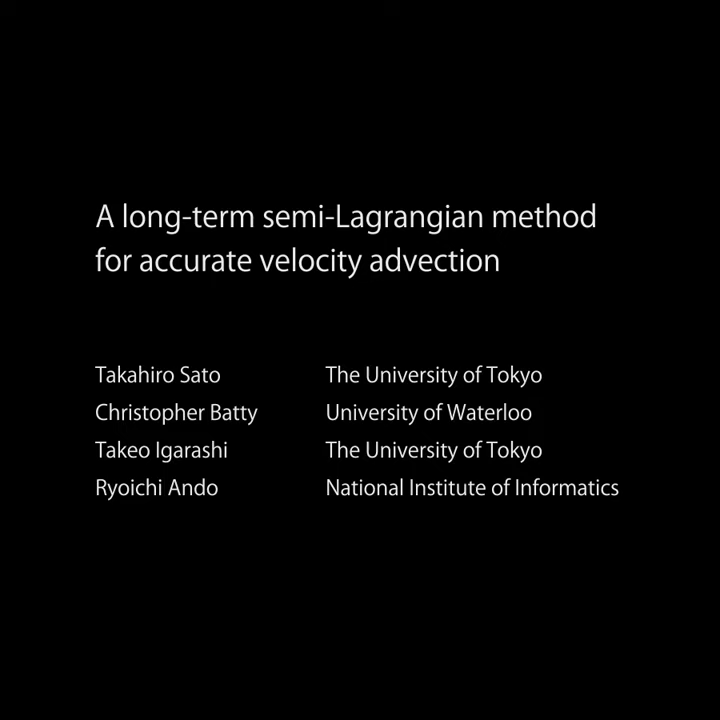 A long-term semi-Lagrangian method
for accurate velocity advection
Takahiro Sato The University of Tokyo
Christopher Batty University of Waterloo
Takeo Igarashi The University of Tokyo
Ryoichi Ando National Institute of Informatics